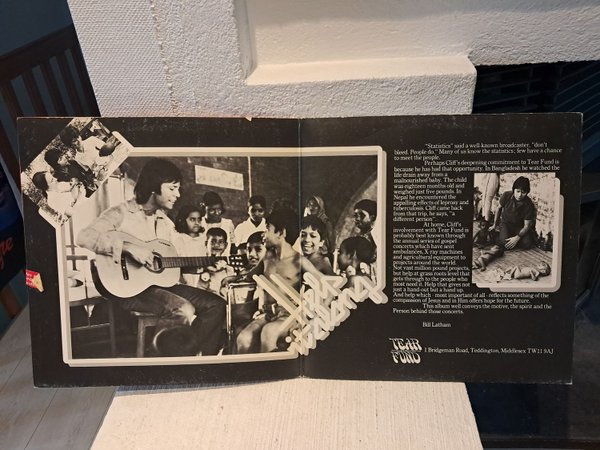 Help
It
Along
"Statistics" said a well-known broadcaster, "don't
bleed. People do." Many of us know the statistics; few have a chance
to meet the people.
Perhaps Cliff's deepening commitment to Tear Fund is
because he has had that opportunity. In Bangladesh he watched the
life drain away from a
malnourished baby. The child
was eighteen months old and
weighed just five pounds. In
Nepal he encountered the
appalling effects of leprosy and
tuberculosis. Cliff came back
from that trip, he says, "a
different person".
At home, Cliff's
involvement with Tear Fund is
probably best known through
the annual series of gospel
concerts which have sent
ambulances, X-ray machines
and agricultural equipment to
projects around the world.
Not vast million pound projects,
but help at grass roots level that
gets through to the people who
most need it. Help that gives not
just a hand-out but a hand up.
And help which - most important of all - reflects something of the
compassion of Jesus and in Him offers hope for the future.
This album well conveys the motive, the spirit and the
Person behind those concerts.
Bill Latham
TEAR
FUND
1 Bridgeman Road, Teddington, Middlesex TW11 9AJ